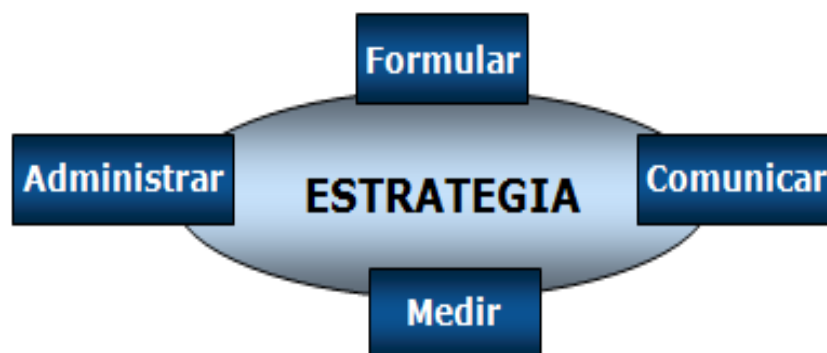 Formular
Administrar
ESTRATEGIA
Comunicar
Medir